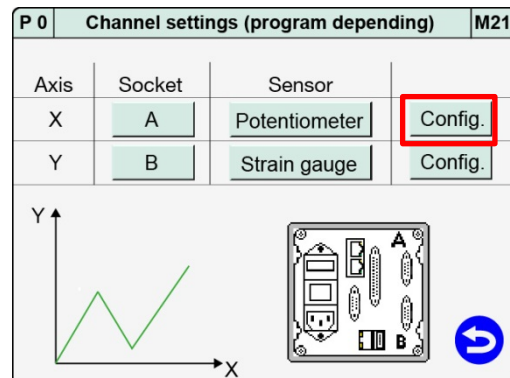 P 0 Channel settings (program depending) M21
Axis Socket Sensor
X A Potentiometer Config.
Y B Strain gauge Config.
Y
A
B
X